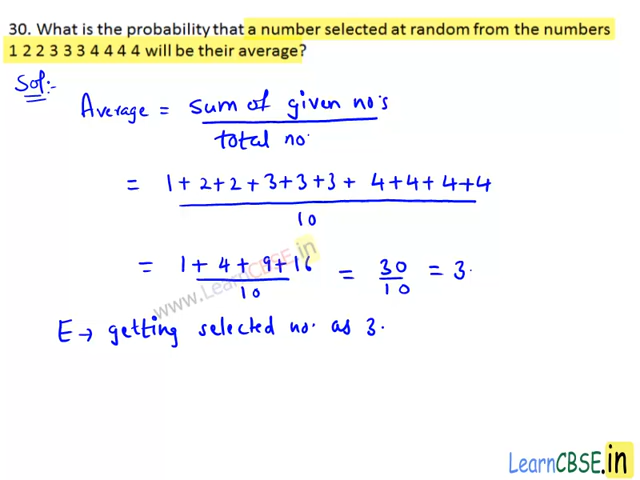 30. What is the probability that a number selected at random from the numbers
1 2 2 3 3 3 4 4 4 4 will be their average?
Sol:-
Average = sum of given no's
total no.
= 1 + 2 + 2 + 3 + 3 + 3 + 4 + 4 + 4 + 4
10
= 1 + 4 + 9 + 16 = 30 = 3.
10 10
www.LearnCBSE.in
E → getting selected no. as 3.
LearnCBSE.in